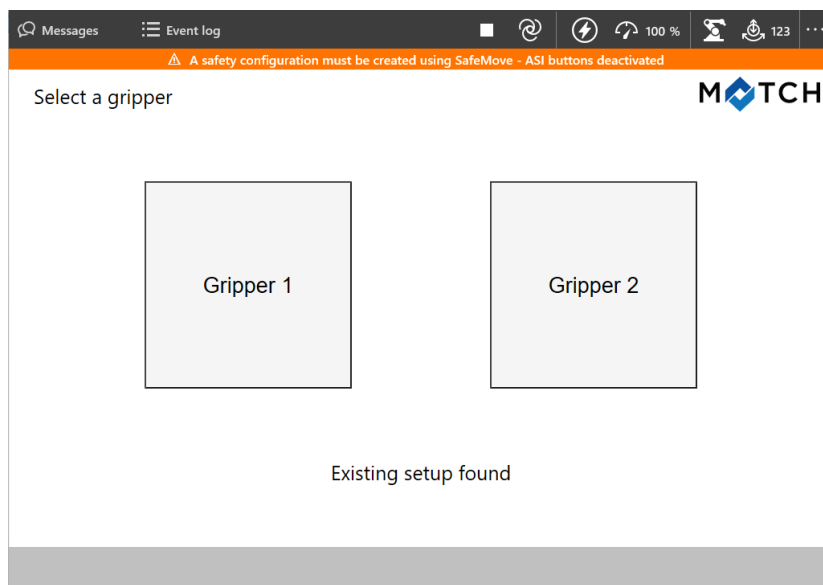 Messages Event log 100 % 123 ...
A safety configuration must be created using SafeMove - ASI buttons deactivated
Select a gripper
MATCH
Gripper 1 Gripper 2
Existing setup found